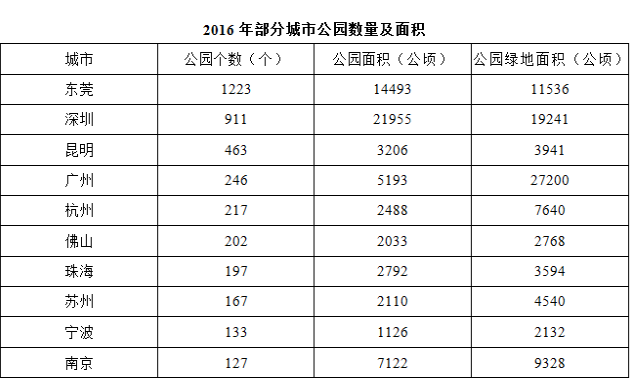 2016 年部分城市公园数量及面积
城市 公园个数（个） 公园面积（公顷） 公园绿地面积（公顷）
东莞 1223 14493 11536
深圳 911 21955 19241
昆明 463 3206 3941
广州 246 5193 27200
杭州 217 2488 7640
佛山 202 2033 2768
珠海 197 2792 3594
苏州 167 2110 4540
宁波 133 1126 2132
南京 127 7122 9328